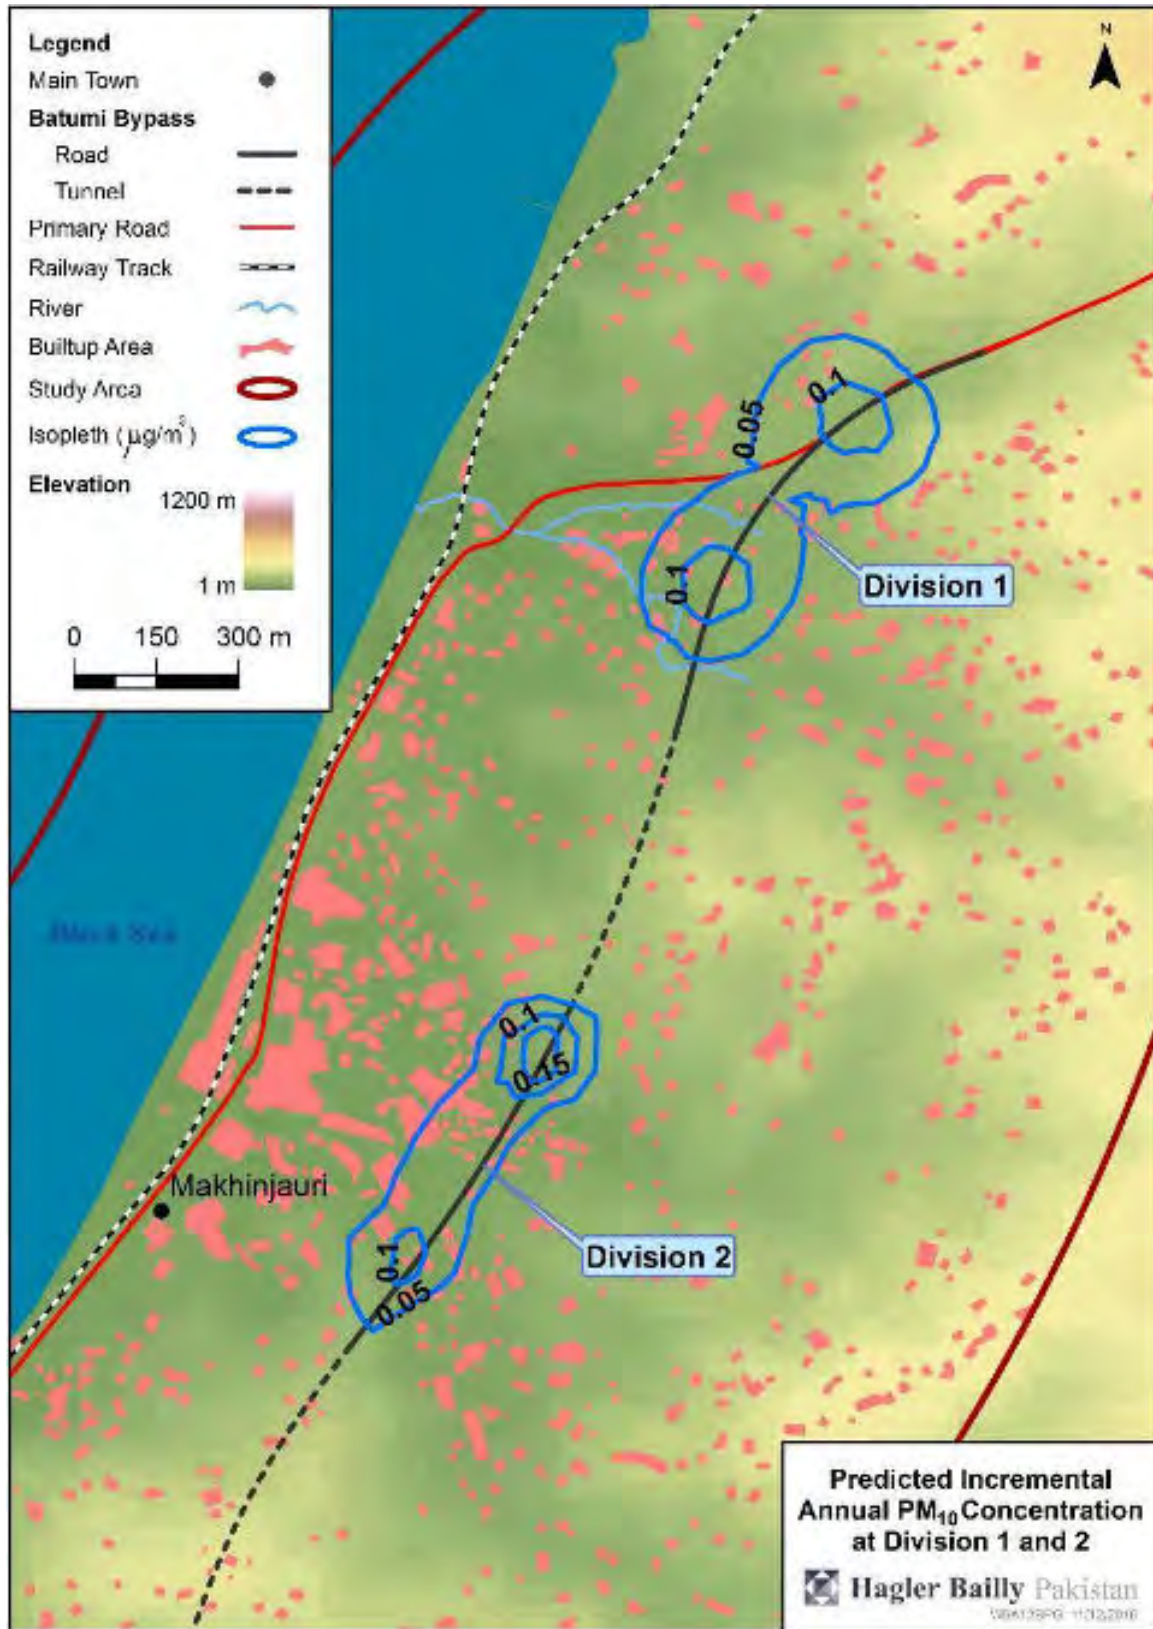 Legend
Main Town
Batumi Bypass
Road
Tunnel
Primary Road
Railway Track
River
Builtup Area
Study Area
Isopleth (µg/m³)
Elevation
1200 m
1 m
0 150 300 m
N
0.1
0.05
0.1
Division 1
Black Sea
0.1
0.15
Makhinjauri
Division 2
0.1
0.05
Predicted Incremental
Annual PM₁₀ Concentration
at Division 1 and 2
Hagler Bailly Pakistan